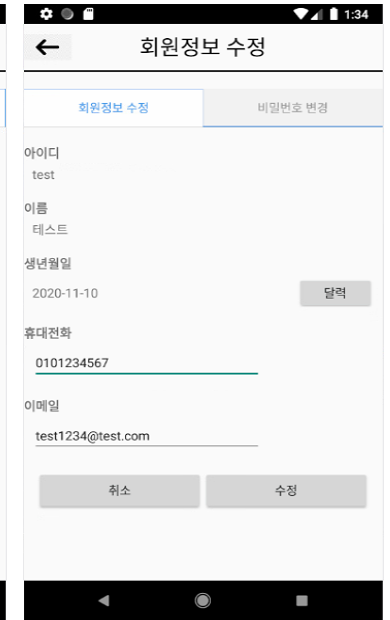 1:34
회원정보 수정
회원정보 수정 비밀번호 변경
아이디
test
이름
테스트
생년월일
2020-11-10 달력
휴대전화
0101234567
이메일
test1234@test.com
취소 수정